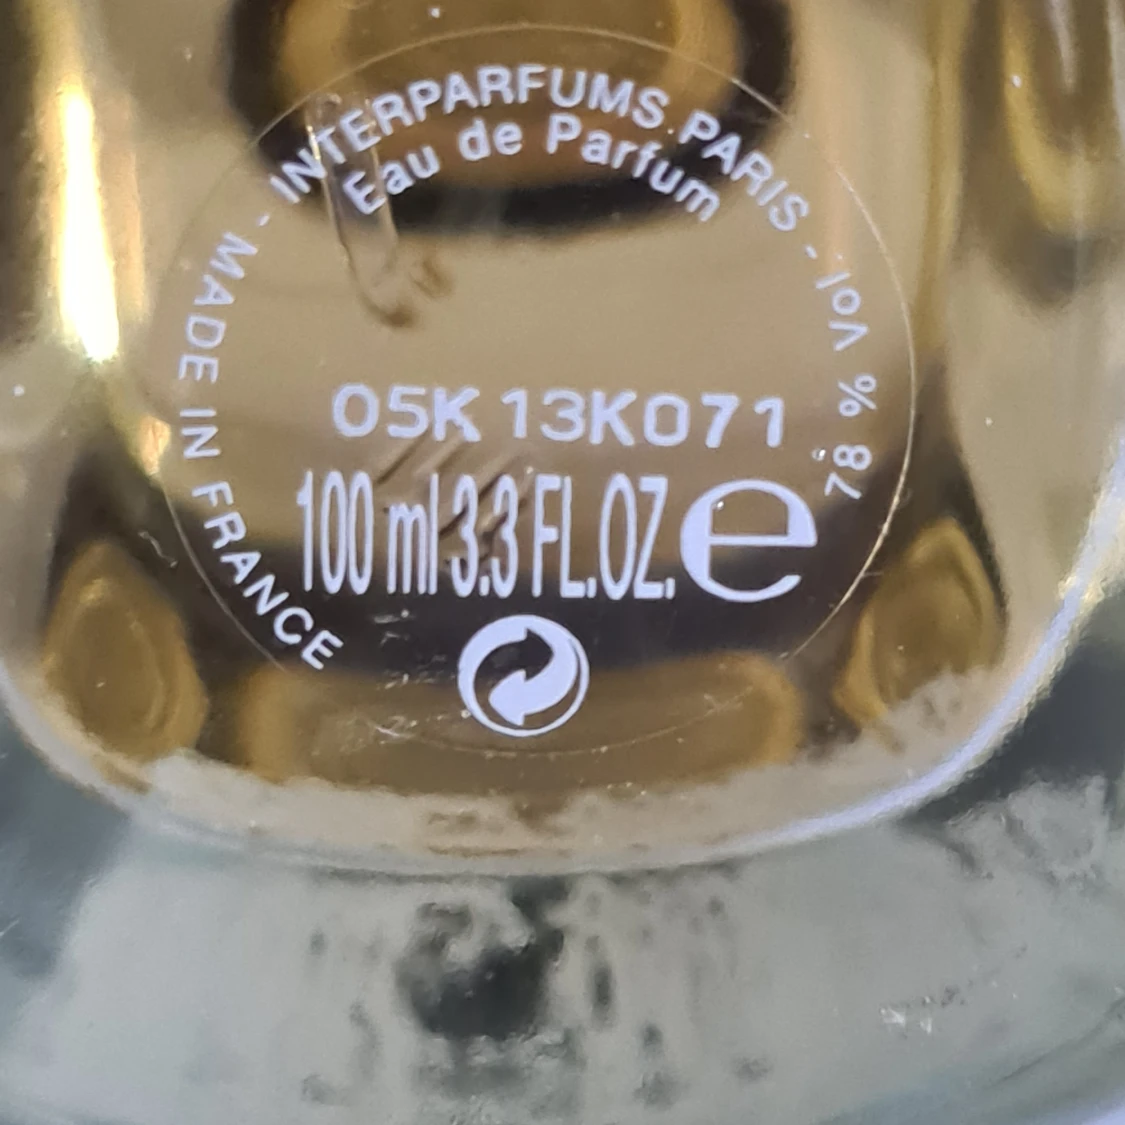 MADE IN FRANCE - INTERPARFUMS PARIS - 78 % Vol
Eau de Parfum
05K 13K071
100 ml 3.3 FL.OZ. e